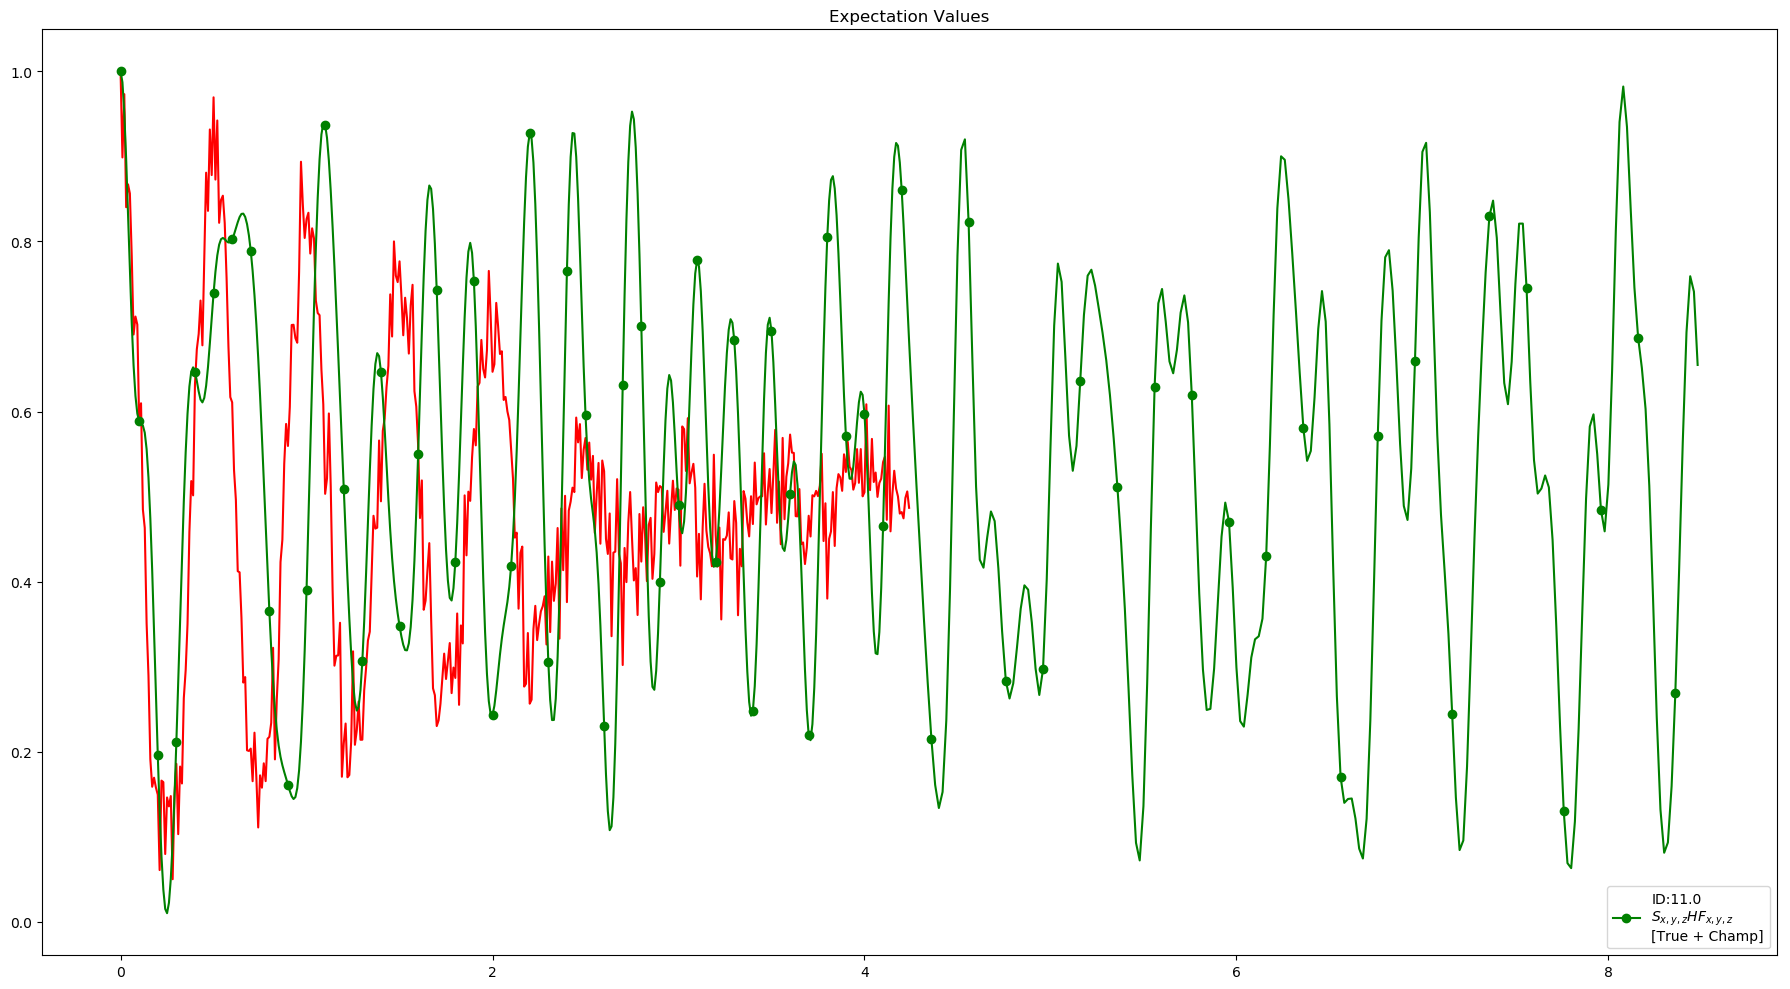 Expectation Values
1.0
0.8
0.6
0.4
0.2
0.0
0 2 4 6 8
ID:11.0
S_{x,y,z}HF_{x,y,z}
[True + Champ]